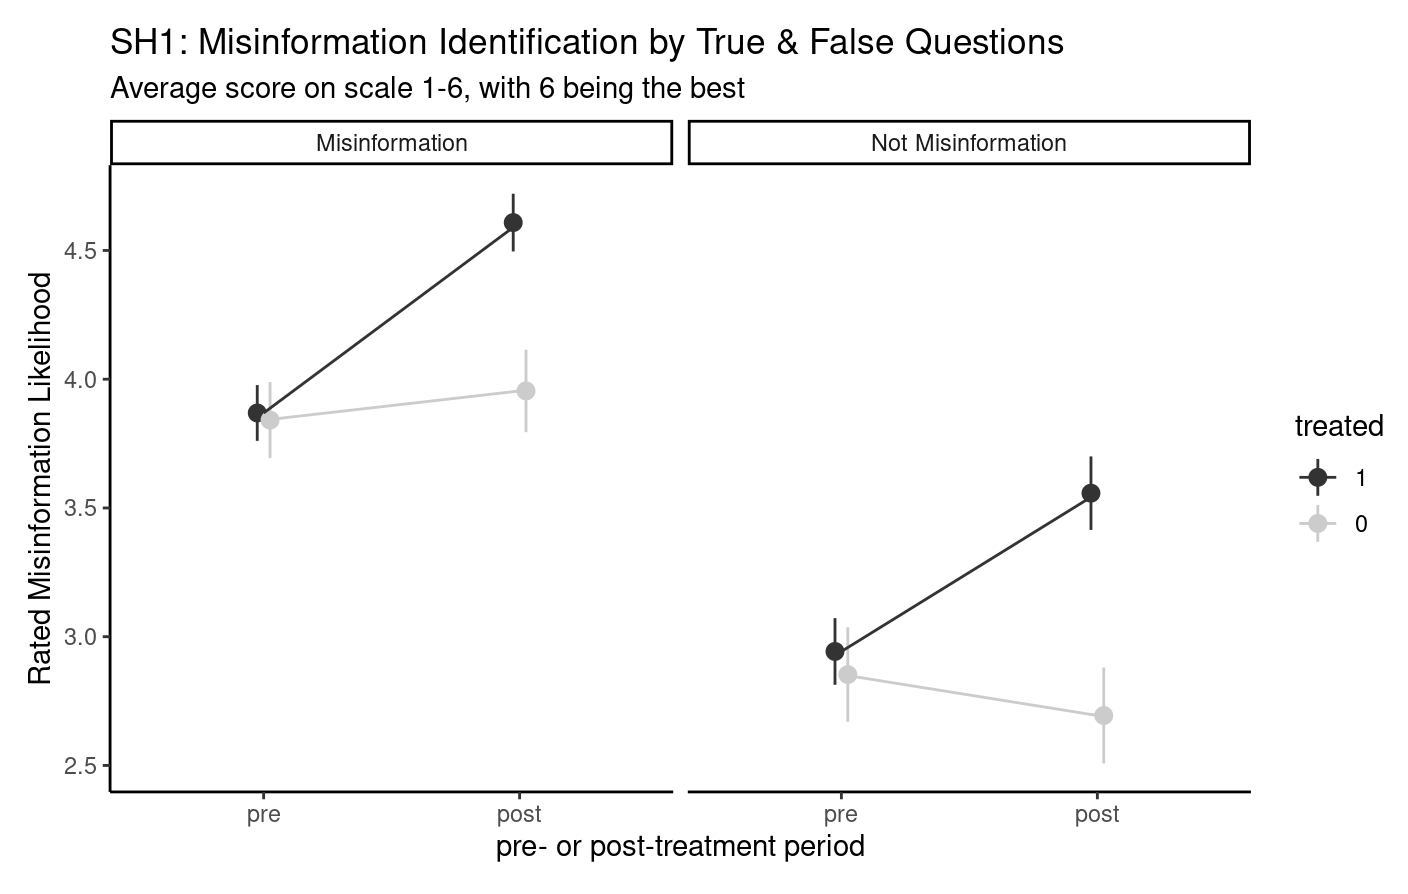 SH1: Misinformation Identification by True & False Questions
Average score on scale 1-6, with 6 being the best
Misinformation
Not Misinformation
Rated Misinformation Likelihood
4.5
4.0
3.5
3.0
2.5
pre
post
pre
post
pre- or post-treatment period
treated
1
0